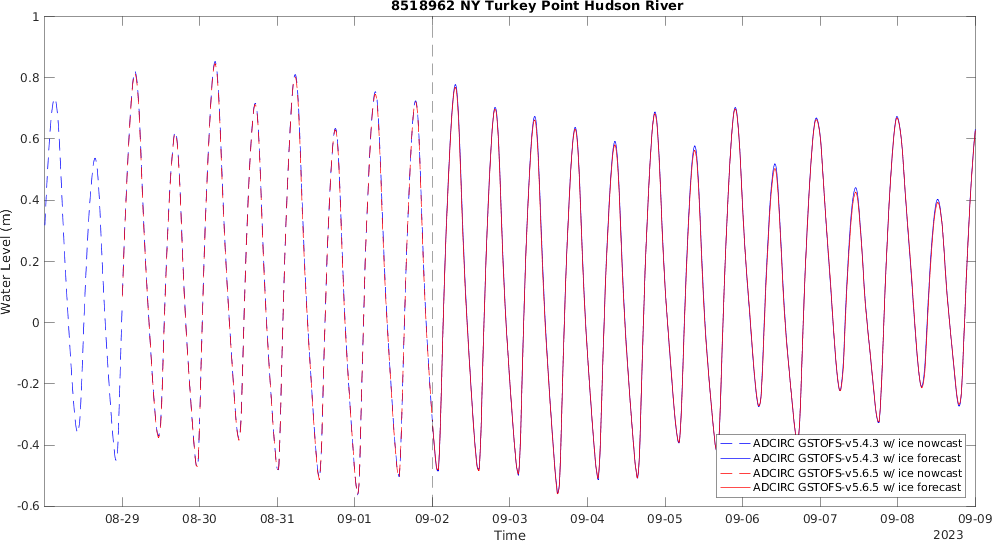 8518962 NY Turkey Point Hudson River
Water Level (m)
1
0.8
0.6
0.4
0.2
0
-0.2
-0.4
-0.6
ADCIRC GSTOFS-v5.4.3 w/ ice nowcast
ADCIRC GSTOFS-v5.4.3 w/ ice forecast
ADCIRC GSTOFS-v5.6.5 w/ ice nowcast
ADCIRC GSTOFS-v5.6.5 w/ ice forecast
08-29 08-30 08-31 09-01 09-02 09-03 09-04 09-05 09-06 09-07 09-08 09-09
Time
2023